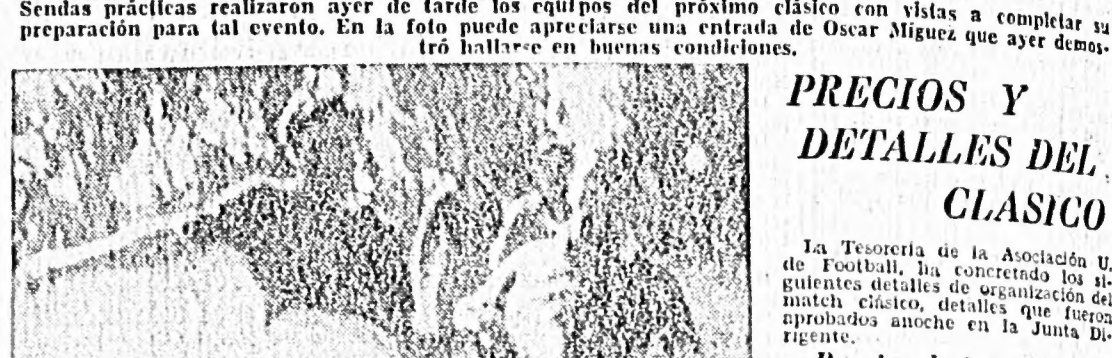 Sendas prácticas realizaron ayer de tarde los equipos del próximo clásico con vistas a completar su
preparación para tal evento. En la foto puede apreciarse una entrada de Oscar Míguez que ayer demos-
tró hallarse en buenas condiciones.
PRECIOS Y
DETALLES DEL
CLASICO
La Tesorería de la Asociación U.
de Football, ha concretado los si-
guientes detalles de organización del
match clásico, detalles que fueron
aprobados anoche en la Junta Di-
rigente.